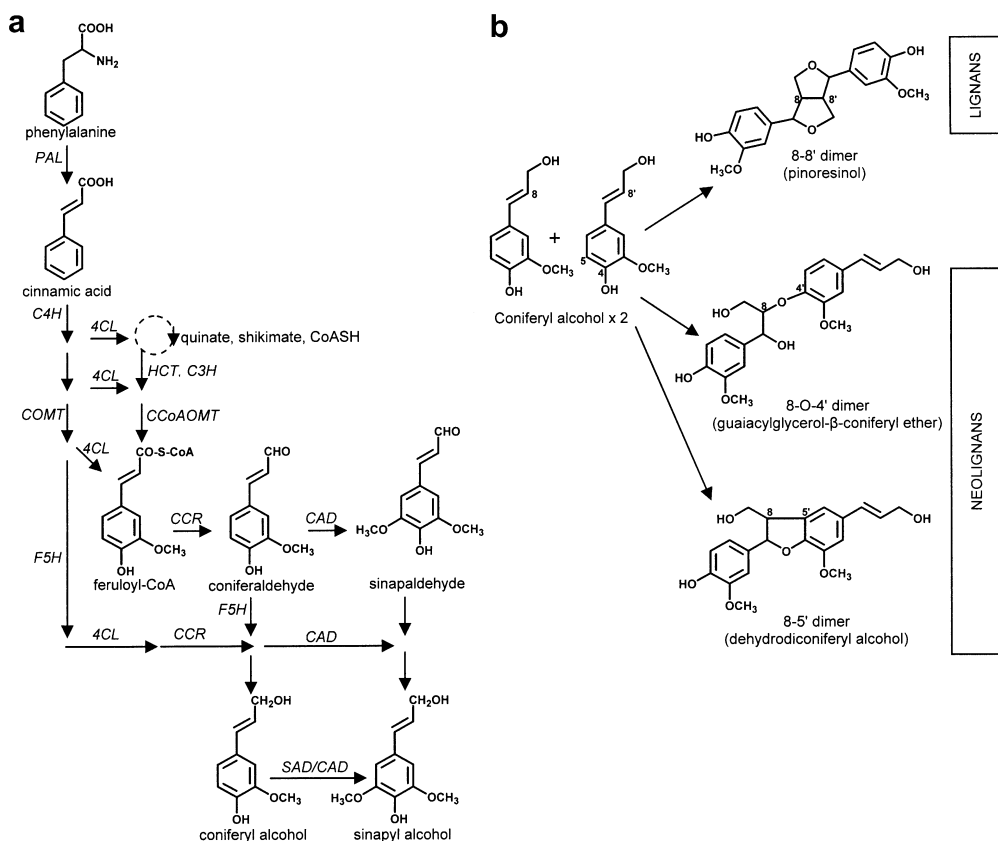 a
COOH
NH2
phenylalanine
PAL
COOH
cinnamic acid
C4H
4CL
quinate, shikimate, CoASH
HCT, C3H
4CL
COMT
CCoAOMT
4CL
CO-S-CoA
OCH3
OH
feruloyl-CoA
CCR
CHO
OCH3
OH
coniferaldehyde
CAD
CHO
H3CO
OCH3
OH
sinapaldehyde
F5H
F5H
4CL
CCR
CAD
CH2OH
OCH3
OH
coniferyl alcohol
SAD/CAD
CH2OH
H3CO
OCH3
OH
sinapyl alcohol
b
OH
8
OCH3
OH
+
OH
8'
5
4
OCH3
OH
Coniferyl alcohol x 2
O
OH
OCH3
8
8'
O
HO
H3CO
8-8' dimer
(pinoresinol)
LIGNANS
OH
4'
O
8
HO
OCH3
OH
HO
OCH3
8-O-4' dimer
(guaiacylglycerol-β-coniferyl ether)
HO
8
5'
OH
O
OCH3
HO
OCH3
8-5' dimer
(dehydrodiconiferyl alcohol)
NEOLIGNANS